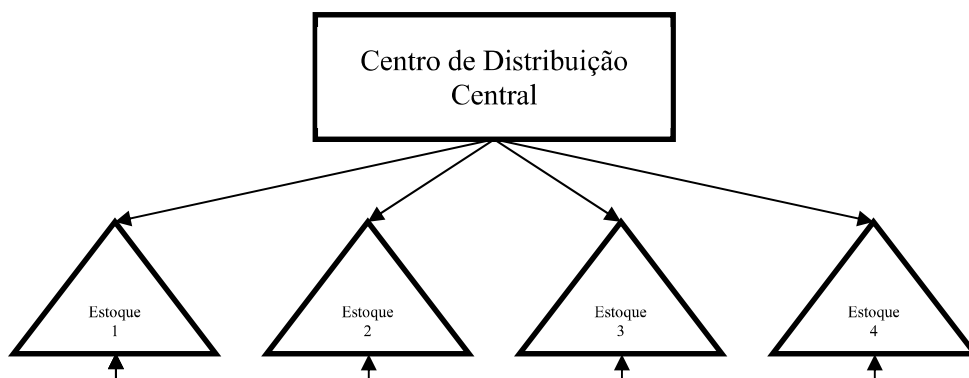 Centro de Distribuição
Central
Estoque
1
Estoque
2
Estoque
3
Estoque
4